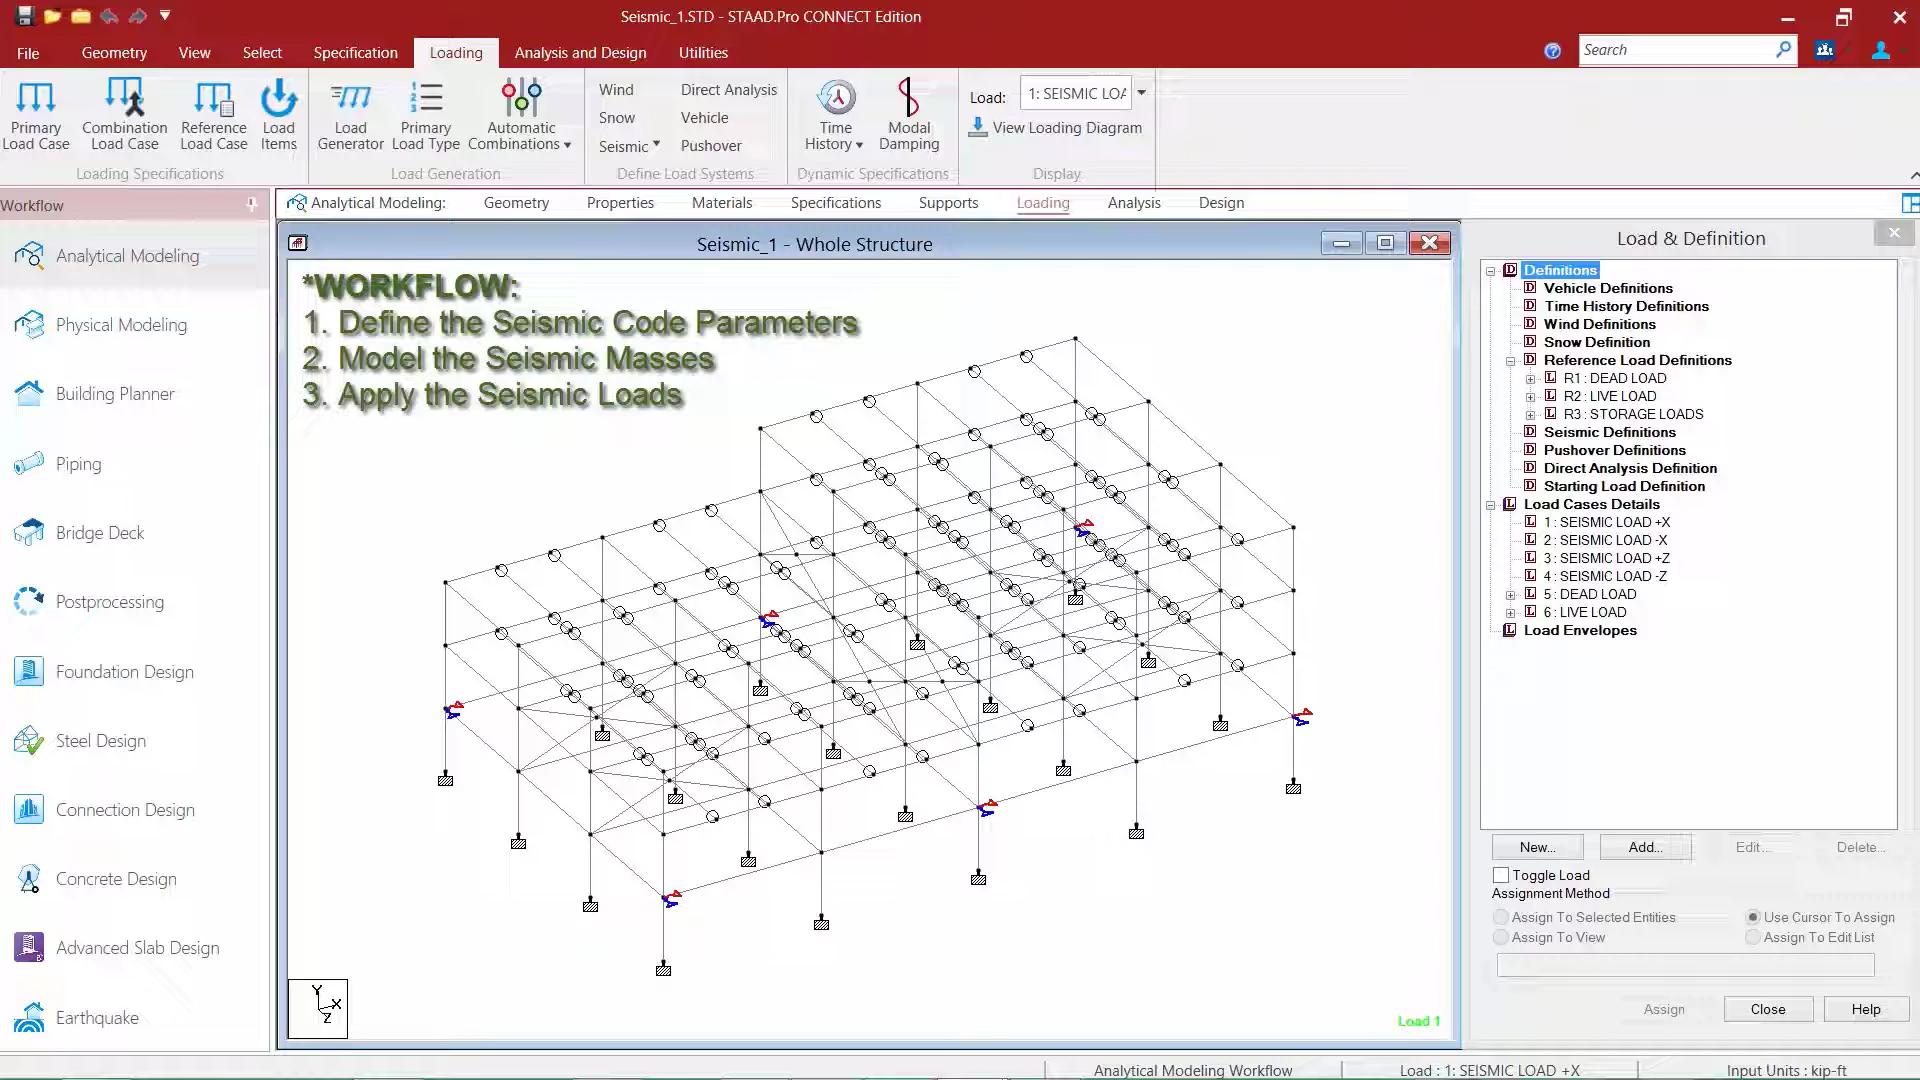 Seismic_1.STD - STAAD.Pro CONNECT Edition
File Geometry View Select Specification Loading Analysis and Design Utilities Search
Primary Load Case
Combination Load Case
Reference Load Case
Load Items
Loading Specifications
Load Generator
Primary Load Type
Automatic Combinations
Load Generation
Wind Direct Analysis
Snow Vehicle
Seismic Pushover
Define Load Systems
Time History
Modal Damping
Dynamic Specifications
Load: 1: SEISMIC LOA
View Loading Diagram
Display
Workflow
Analytical Modeling: Geometry Properties Materials Specifications Supports Loading Analysis Design
Analytical Modeling
Physical Modeling
Building Planner
Piping
Bridge Deck
Postprocessing
Foundation Design
Steel Design
Connection Design
Concrete Design
Advanced Slab Design
Earthquake
Seismic_1 - Whole Structure
*WORKFLOW:
1. Define the Seismic Code Parameters
2. Model the Seismic Masses
3. Apply the Seismic Loads
Y
X
Z
Load 1
Load & Definition
Definitions
Vehicle Definitions
Time History Definitions
Wind Definitions
Snow Definition
Reference Load Definitions
R1 : DEAD LOAD
R2 : LIVE LOAD
R3 : STORAGE LOADS
Seismic Definitions
Pushover Definitions
Direct Analysis Definition
Starting Load Definition
Load Cases Details
1 : SEISMIC LOAD +X
2 : SEISMIC LOAD -X
3 : SEISMIC LOAD +Z
4 : SEISMIC LOAD -Z
5 : DEAD LOAD
6 : LIVE LOAD
Load Envelopes
New... Add... Edit... Delete...
Toggle Load
Assignment Method
Assign To Selected Entities Use Cursor To Assign
Assign To View Assign To Edit List
Assign Close Help
Analytical Modeling Workflow Load : 1: SEISMIC LOAD +X Input Units : kip-ft